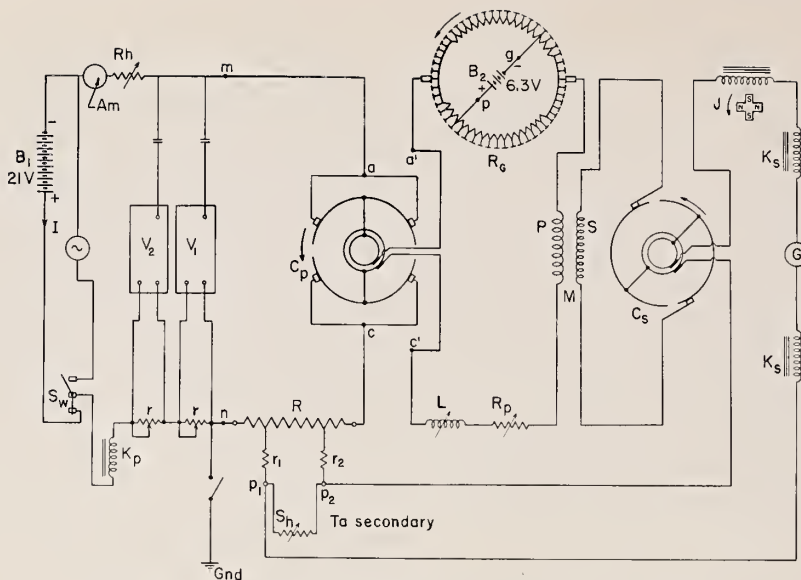 Rh
Am
B1
21V
-
+
I
Sw
Kp
V2
V1
r
r
m
n
a
Cp
c
a'
c'
B2
g
-
+
p
6.3V
RG
L
Rp
P
S
M
Cs
J
N
S
N
S
Ks
G
Ks
R
r1
r2
p1
p2
Sh
Ta secondary
Gnd